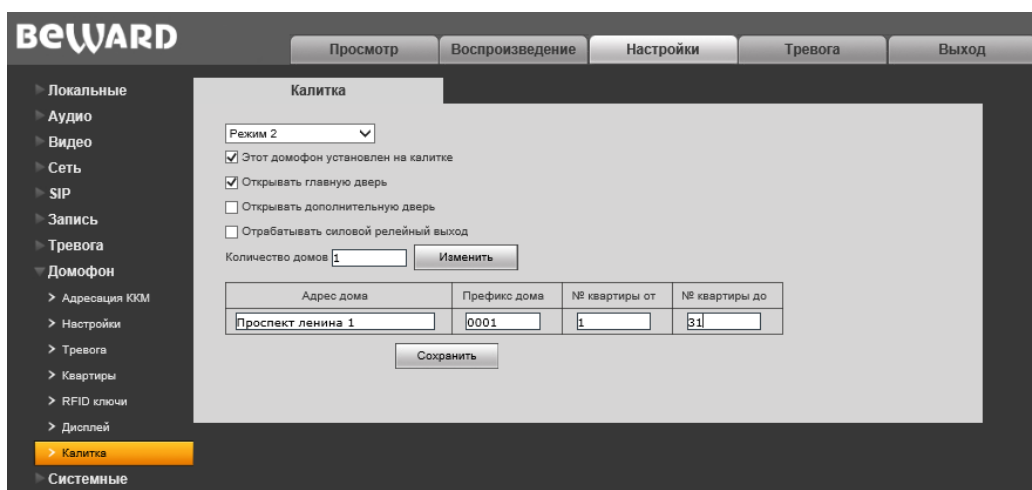 BEWARD
Просмотр Воспроизведение Настройки Тревога Выход
Локальные
Аудио
Видео
Сеть
SIP
Запись
Тревога
Домофон
Адресация ККМ
Настройки
Тревога
Квартиры
RFID ключи
Дисплей
Калитка
Системные
Калитка
Режим 2
Этот домофон установлен на калитке
Открывать главную дверь
Открывать дополнительную дверь
Отрабатывать силовой релейный выход
Количество домов 1 Изменить
Адрес дома Префикс дома № квартиры от № квартиры до
Проспект ленина 1 0001 1 31
Сохранить